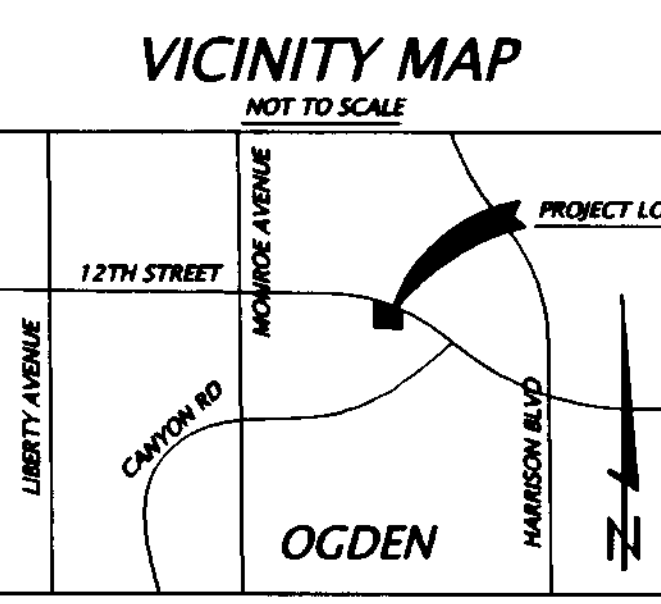 VICINITY MAP
NOT TO SCALE
MONROE AVENUE
PROJECT LO
12TH STREET
LIBERTY AVENUE
CANYON RD
HARRISON BLVD
OGDEN
N